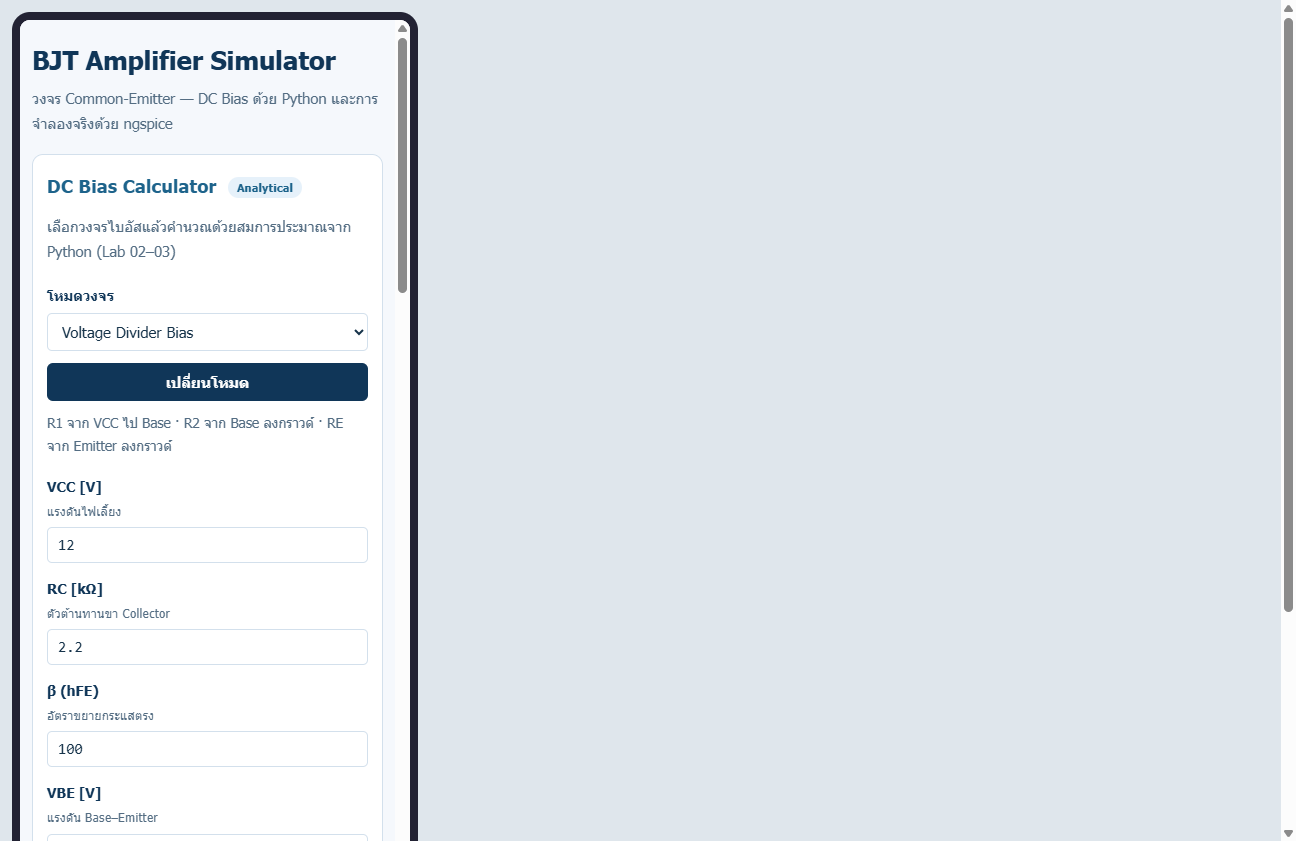 BJT Amplifier Simulator
วงจร Common-Emitter — DC Bias ด้วย Python และการ
จำลองจริงด้วย ngspice
DC Bias Calculator
Analytical
เลือกวงจรไบอัสแล้วคำนวณด้วยสมการประมาณจาก
Python (Lab 02–03)
โหมดวงจร
Voltage Divider Bias
เปลี่ยนโหมด
R1 จาก VCC ไป Base · R2 จาก Base ลงกราวด์ · RE
จาก Emitter ลงกราวด์
VCC [V]
แรงดันไฟเลี้ยง
12
RC [kΩ]
ตัวต้านทานขา Collector
2.2
β (hFE)
อัตราขยายกระแสตรง
100
VBE [V]
แรงดัน Base–Emitter